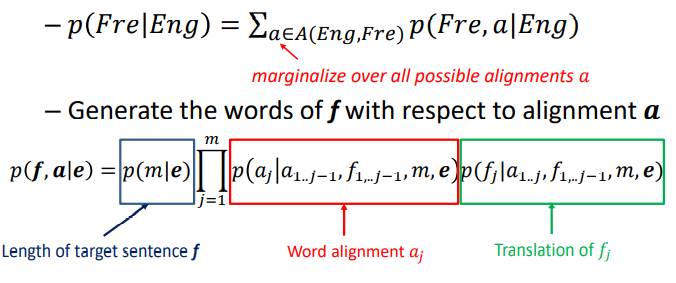 – p(Fre|Eng) = ∑a∈A(Eng,Fre) p(Fre, a|Eng)
marginalize over all possible alignments a
– Generate the words of f with respect to alignment a
p(f, a|e) = p(m|e) ∏_{j=1}^{m} p(a_j|a_{1..j−1}, f_{1,..j−1}, m, e) p(f_j|a_{1..j}, f_{1,..j−1}, m, e)
Length of target sentence f Word alignment a_j Translation of f_j